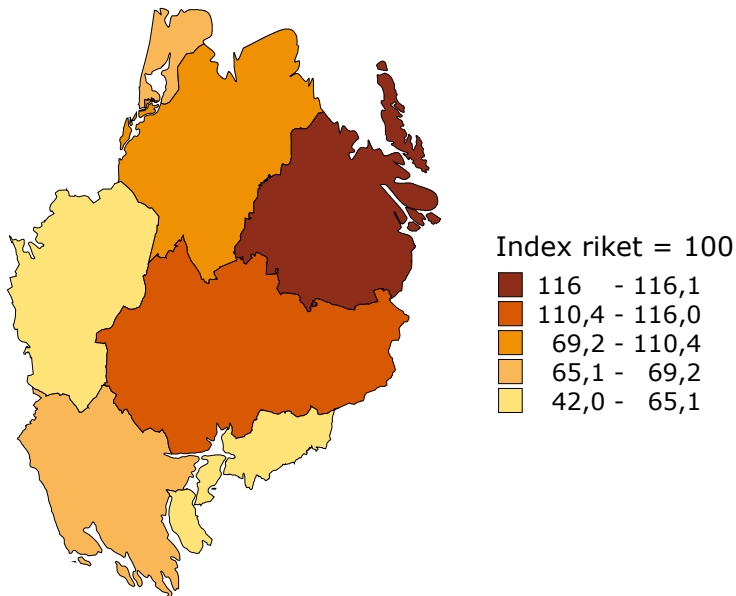 Index riket = 100
116 - 116,1
110,4 - 116,0
69,2 - 110,4
65,1 - 69,2
42,0 - 65,1